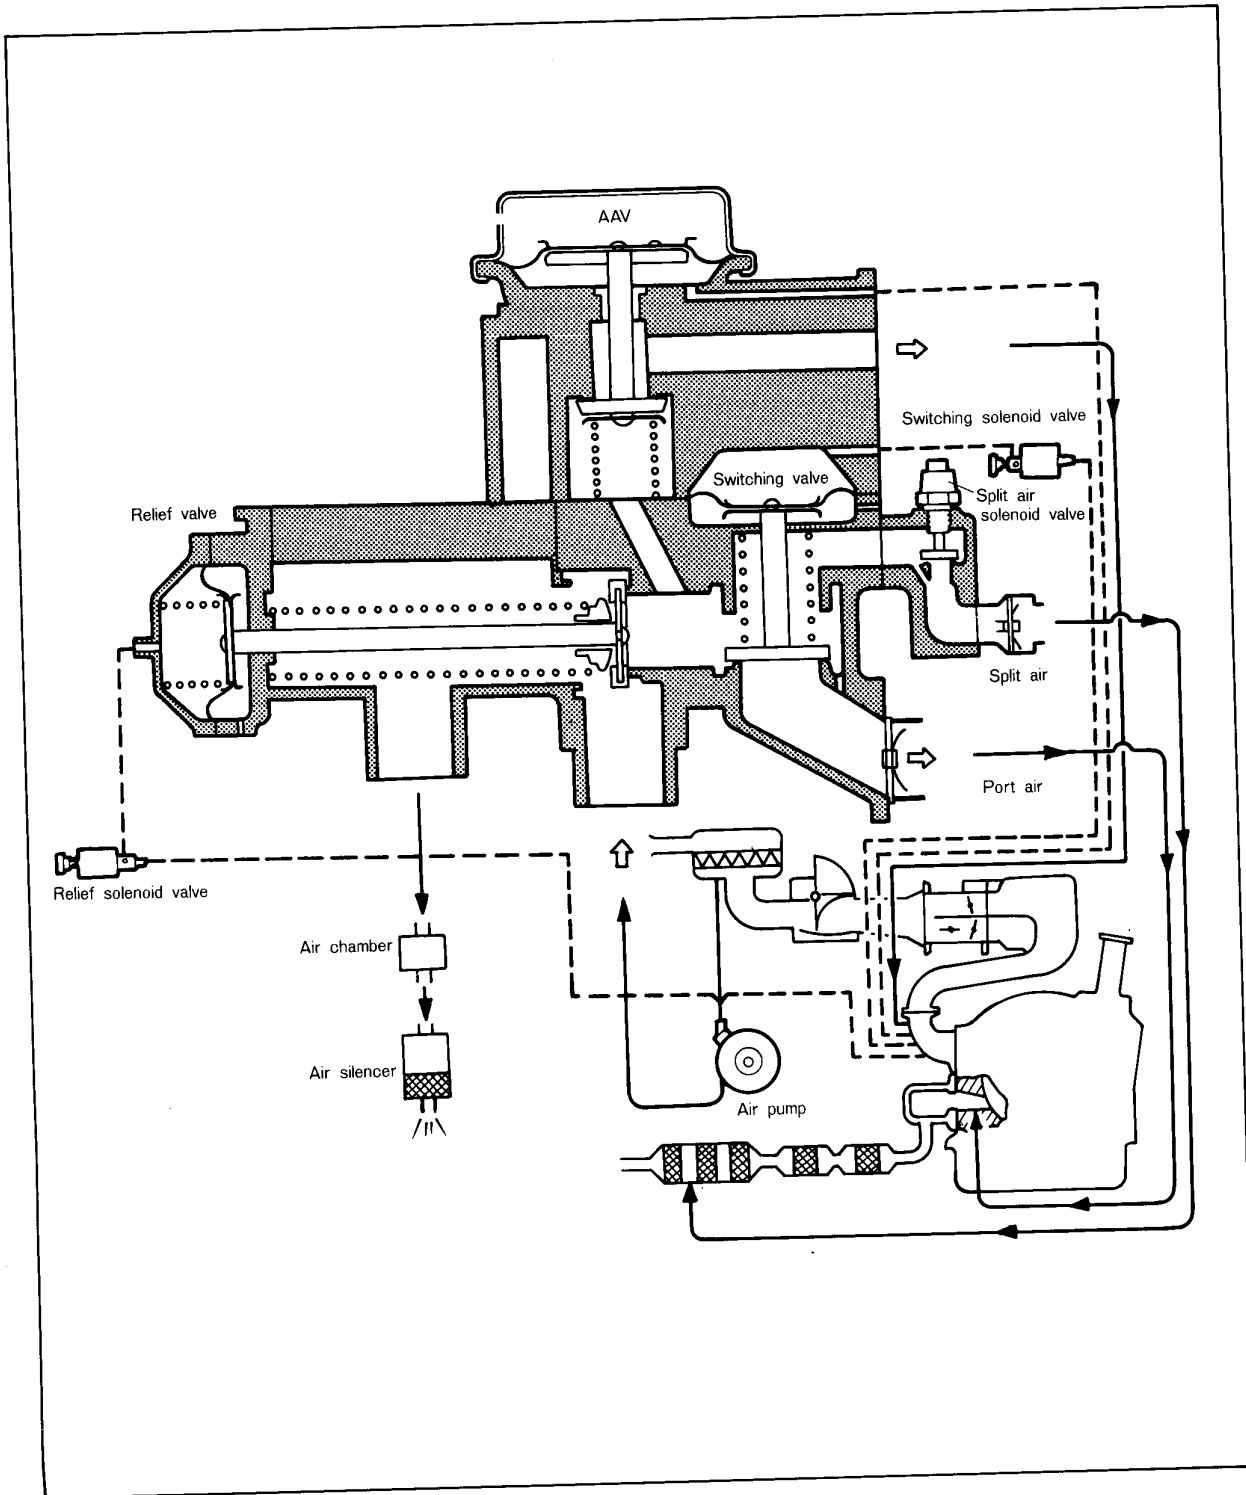 AAV
Switching solenoid valve
Switching valve
Split air
solenoid valve
Relief valve
Split air
Port air
Relief solenoid valve
Air chamber
Air silencer
Air pump